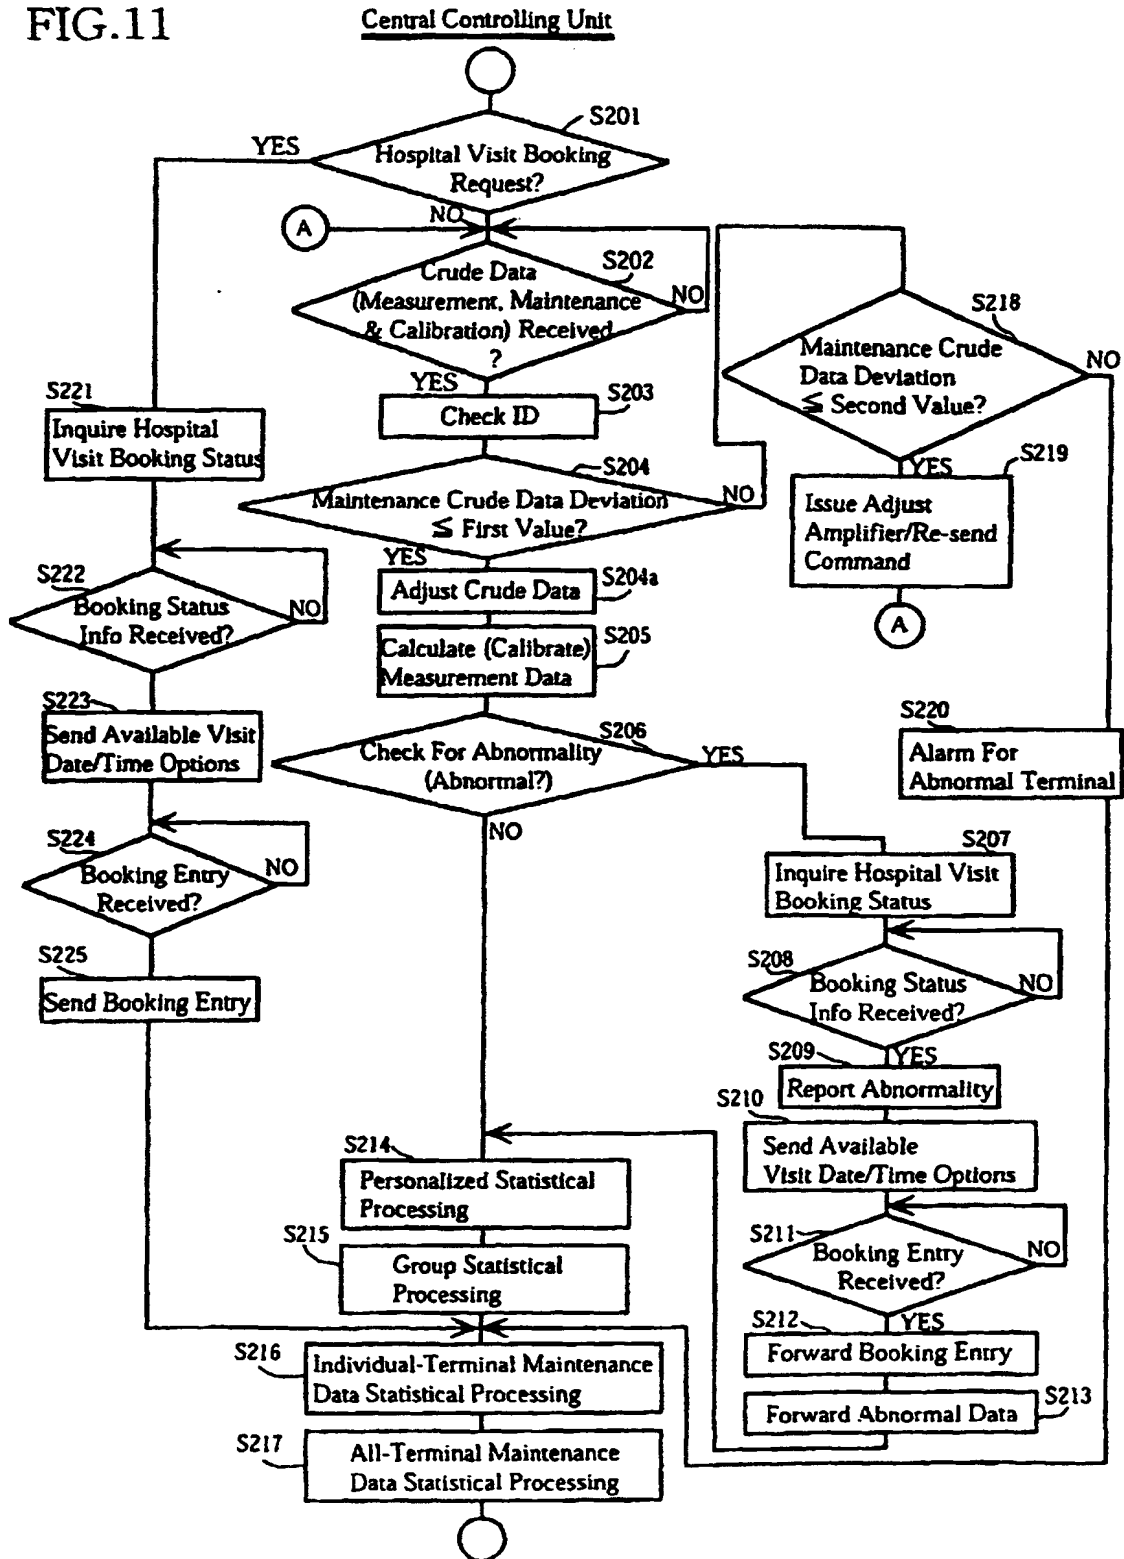 FIG.11
Central Controlling Unit
S201
YES
Hospital Visit Booking
Request?
NO
A
S202
Crude Data
(Measurement, Maintenance
& Calibration) Received
?
NO
YES
S203
Check ID
S204
Maintenance Crude Data Deviation
≦ First Value?
NO
YES
S204a
Adjust Crude Data
S205
Calculate (Calibrate)
Measurement Data
S206
Check For Abnormality
(Abnormal?)
YES
NO
S218
Maintenance Crude
Data Deviation
≦ Second Value?
NO
YES
S219
Issue Adjust
Amplifier/Re-send
Command
A
S220
Alarm For
Abnormal Terminal
S221
Inquire Hospital
Visit Booking Status
S222
Booking Status
Info Received?
NO
S223
Send Available Visit
Date/Time Options
S224
Booking Entry
Received?
NO
S225
Send Booking Entry
S207
Inquire Hospital Visit
Booking Status
S208
Booking Status
Info Received?
NO
YES
S209
Report Abnormality
S210
Send Available
Visit Date/Time Options
S211
Booking Entry
Received?
NO
YES
S212
Forward Booking Entry
S213
Forward Abnormal Data
S214
Personalized Statistical
Processing
S215
Group Statistical
Processing
S216
Individual-Terminal Maintenance
Data Statistical Processing
S217
All-Terminal Maintenance
Data Statistical Processing